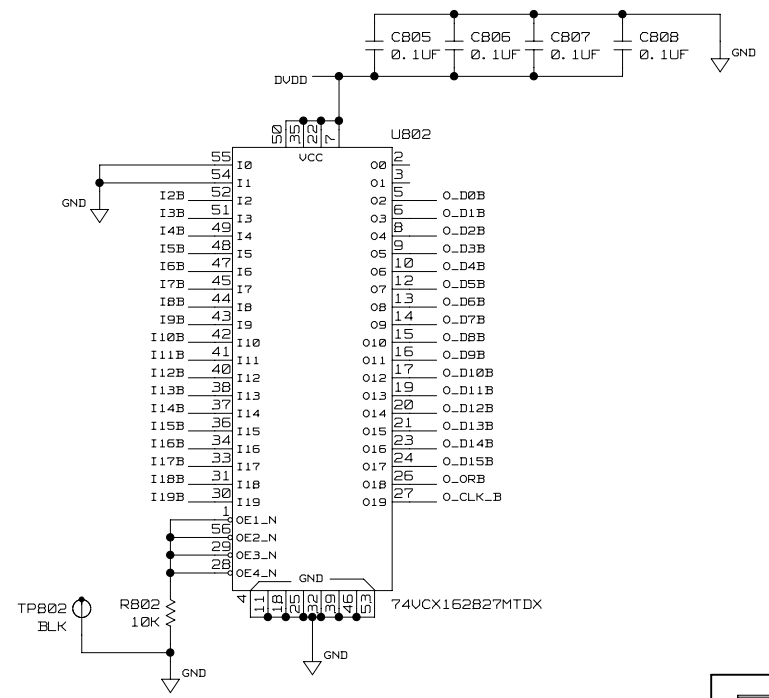 C805 C806 C807 C808
0.1UF 0.1UF 0.1UF 0.1UF
GND
DVDD
50 35 22 7
U802
VCC
55 I0 O0 2
54 I1 O1 3
GND
I2B 52 I2 O2 5 O_D0B
I3B 51 I3 O3 6 O_D1B
I4B 49 I4 O4 8 O_D2B
I5B 48 I5 O5 9 O_D3B
I6B 47 I6 O6 10 O_D4B
I7B 45 I7 O7 12 O_D5B
I8B 44 I8 O8 13 O_D6B
I9B 43 I9 O9 14 O_D7B
I10B 42 I10 O10 15 O_D8B
I11B 41 I11 O11 16 O_D9B
I12B 40 I12 O12 17 O_D10B
I13B 38 I13 O13 19 O_D11B
I14B 37 I14 O14 20 O_D12B
I15B 36 I15 O15 21 O_D13B
I16B 34 I16 O16 23 O_D14B
I17B 33 I17 O17 24 O_D15B
I18B 31 I18 O18 26 O_ORB
I19B 30 I19 O19 27 O_CLK_B
1 OE1_N
56 OE2_N
29 OE3_N
28 OE4_N
GND
4 11 18 25 32 39 46 53
74VCX162827MTDX
TP802
BLK
R802
10K
GND
GND